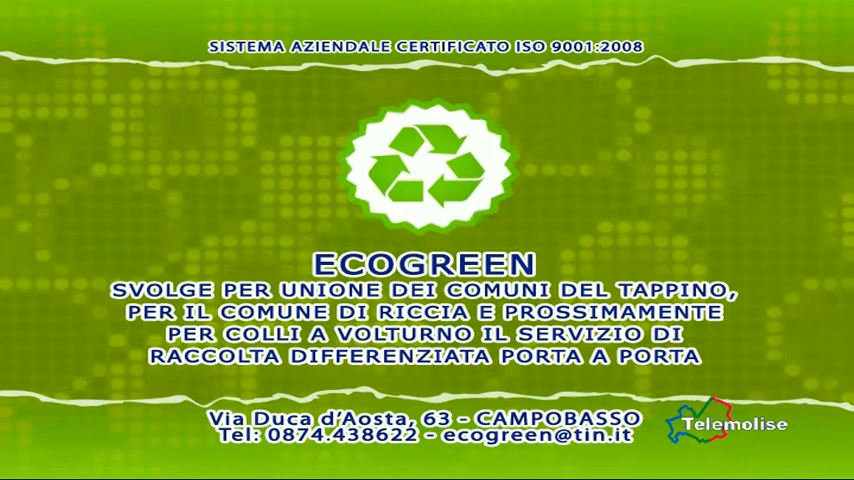 SISTEMA AZIENDALE CERTIFICATO ISO 9001:2008
ECOGREEN
SVOLGE PER UNIONE DEI COMUNI DEL TAPPINO,
PER IL COMUNE DI RICCIA E PROSSIMAMENTE
PER COLLI A VOLTURNO IL SERVIZIO DI
RACCOLTA DIFFERENZIATA PORTA A PORTA
Via Duca d'Aosta, 63 - CAMPOBASSO
Tel: 0874.438622 - ecogreen@tin.it
Telemolise